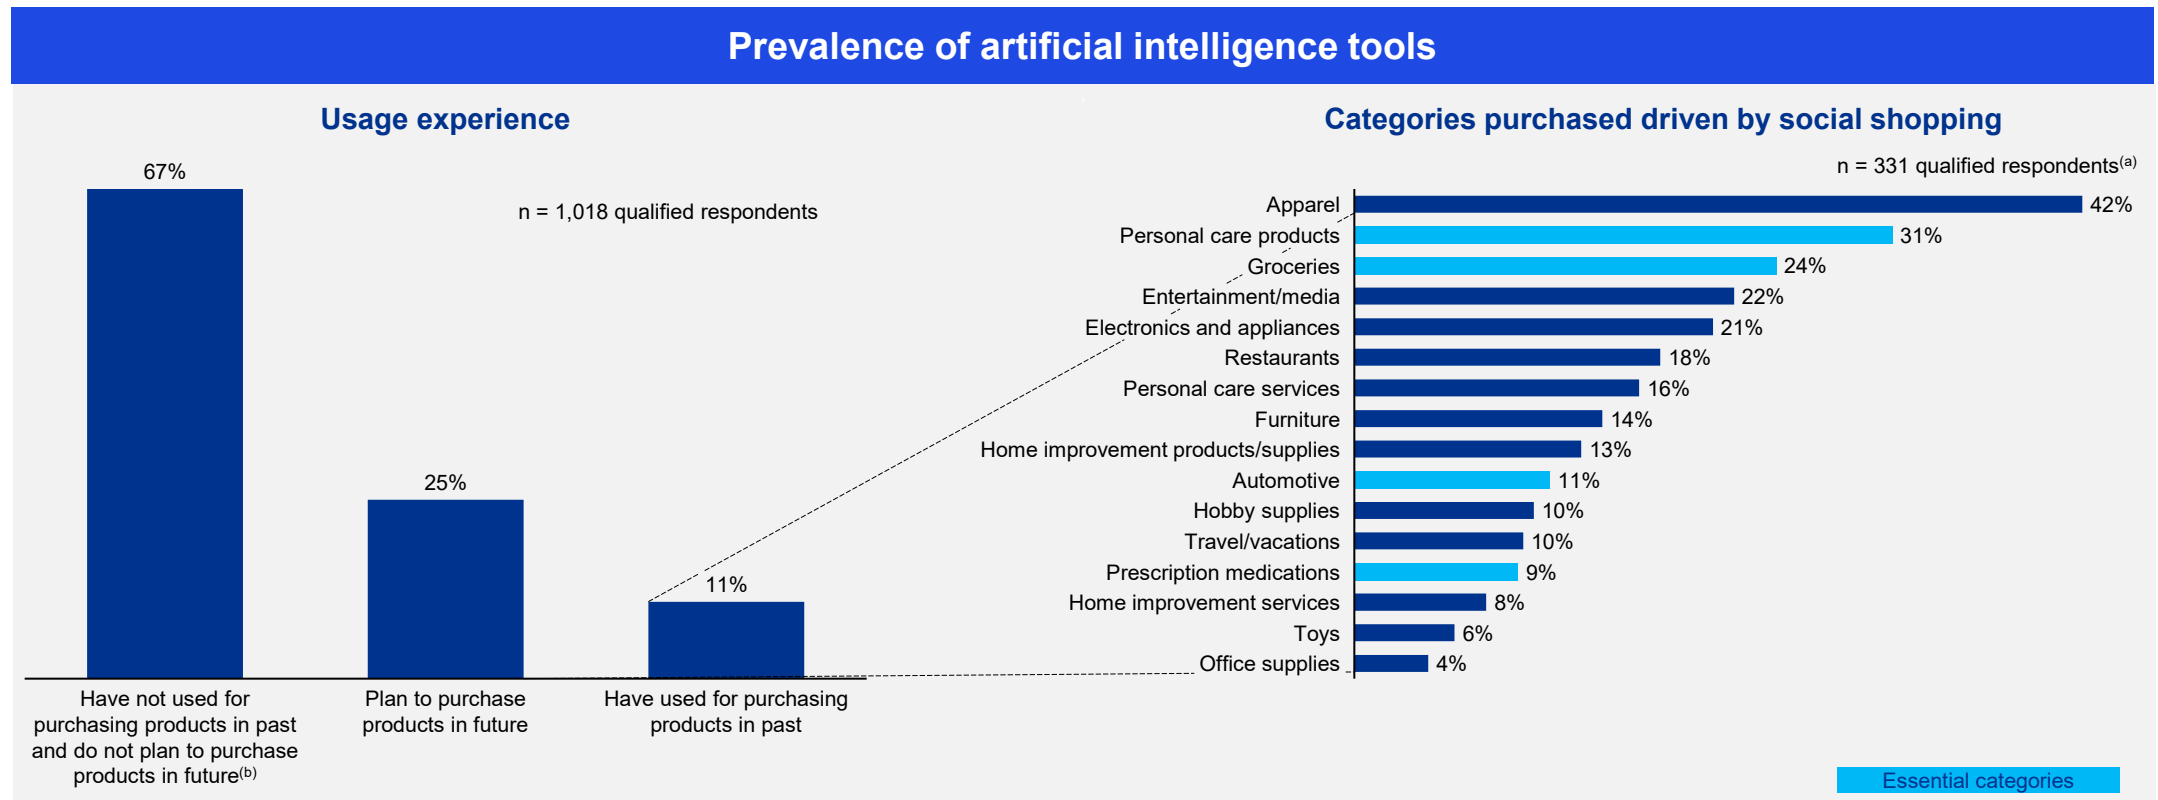 Prevalence of artificial intelligence tools
Usage experience
67%
n = 1,018 qualified respondents
25%
11%
Have not used for
purchasing products in past
and do not plan to purchase
products in future(b)
Plan to purchase
products in future
Have used for purchasing
products in past
Categories purchased driven by social shopping
n = 331 qualified respondents(a)
Apparel 42%
Personal care products 31%
Groceries 24%
Entertainment/media 22%
Electronics and appliances 21%
Restaurants 18%
Personal care services 16%
Furniture 14%
Home improvement products/supplies 13%
Automotive 11%
Hobby supplies 10%
Travel/vacations 10%
Prescription medications 9%
Home improvement services 8%
Toys 6%
Office supplies 4%
Essential categories